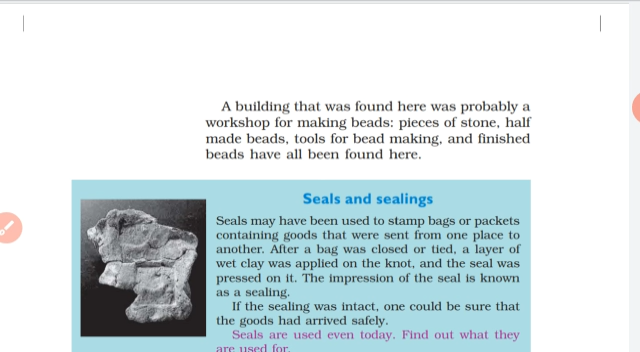 A building that was found here was probably a
workshop for making beads: pieces of stone, half
made beads, tools for bead making, and finished
beads have all been found here.
Seals and sealings
Seals may have been used to stamp bags or packets
containing goods that were sent from one place to
another. After a bag was closed or tied, a layer of
wet clay was applied on the knot, and the seal was
pressed on it. The impression of the seal is known
as a sealing.
If the sealing was intact, one could be sure that
the goods had arrived safely.
Seals are used even today. Find out what they
are used for.